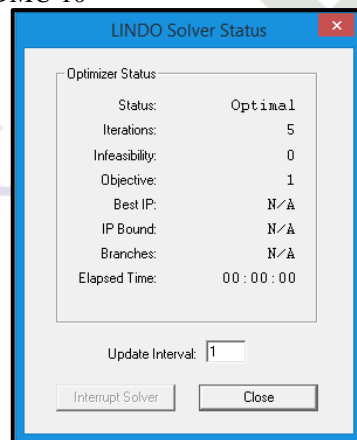 LINDO Solver Status
Optimizer Status
Status: Optimal
Iterations: 5
Infeasibility: 0
Objective: 1
Best IP: N/A
IP Bound: N/A
Branches: N/A
Elapsed Time: 00:00:00
Update Interval: 1
Interrupt Solver Close